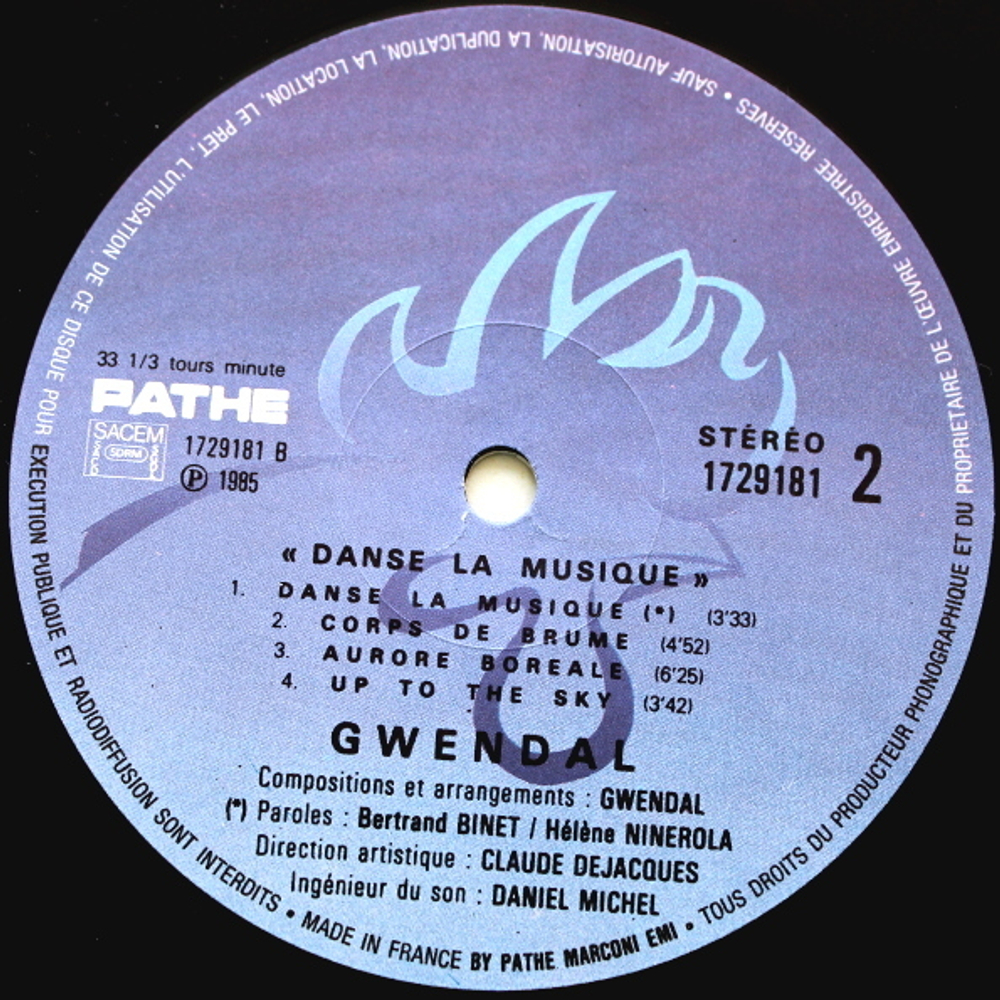 33 1/3 tours minute
PATHE
SACEM
SDRM
SACD
SGDL
1729181 B
Ⓟ 1985
STÉRÉO
1729181 2
« DANSE LA MUSIQUE »
1. DANSE LA MUSIQUE (*) (3'33)
2. CORPS DE BRUME (4'52)
3. AURORE BOREALE (6'25)
4. UP TO THE SKY (3'42)
GWENDAL
Compositions et arrangements : GWENDAL
(*) Paroles : Bertrand BINET / Hélène NINEROLA
Direction artistique : CLAUDE DEJACQUES
Ingénieur du son : DANIEL MICHEL
MADE IN FRANCE BY PATHE MARCONI EMI • TOUS DROITS DU PRODUCTEUR PHONOGRAPHIQUE ET DU PROPRIETAIRE DE L'ŒUVRE ENREGISTREE RESERVES • SAUF AUTORISATION, LA DUPLICATION, LA LOCATION, LE PRET, L'UTILISATION DE CE DISQUE POUR EXECUTION PUBLIQUE ET RADIODIFFUSION SONT INTERDITS •